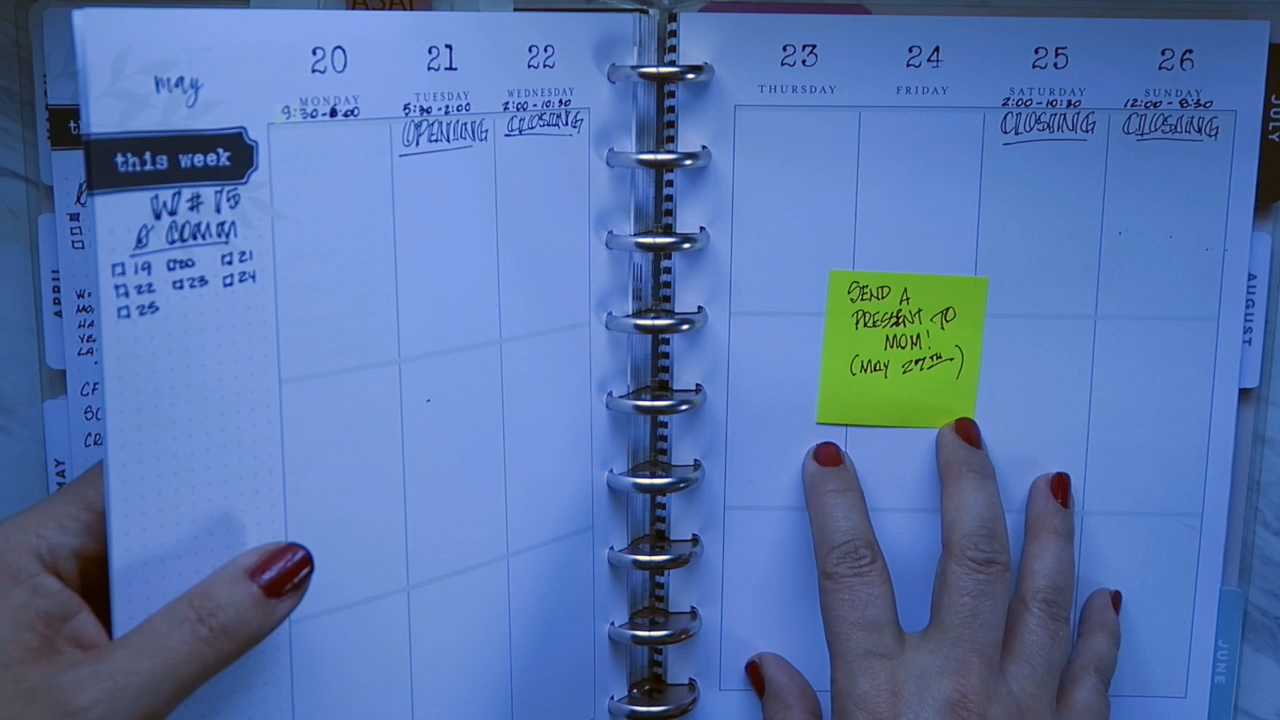 may
this week
W # 75
& COMM
19 20 21
22 23 24
25
20
MONDAY
9:30-6:00
21
TUESDAY
5:30-2:00
OPENING
22
WEDNESDAY
2:00-10:30
CLOSING
23
THURSDAY
24
FRIDAY
25
SATURDAY
2:00-10:30
CLOSING
26
SUNDAY
12:00-8:30
CLOSING
SEND A
PRESENT TO
MOM!
(MAY 27TH)
APRIL
MAY
JULY
AUGUST
JUNE